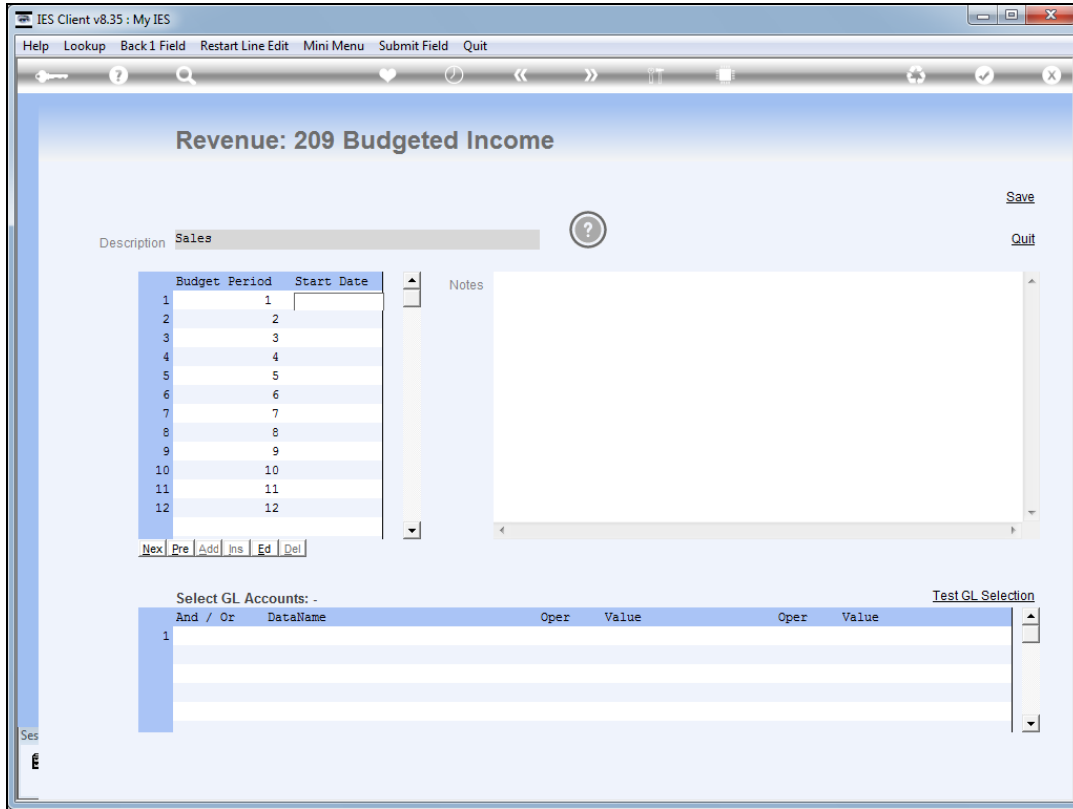 IES Client v8.35 : My IES
Help Lookup Back 1 Field Restart Line Edit Mini Menu Submit Field Quit
Revenue: 209 Budgeted Income
Save
Description Sales
Quit
Budget Period Start Date
Notes
1 1
2 2
3 3
4 4
5 5
6 6
7 7
8 8
9 9
10 10
11 11
12 12
Nex Pre Add Ins Ed Del
Select GL Accounts: -
Test GL Selection
And / Or DataName Oper Value Oper Value
1
Ses